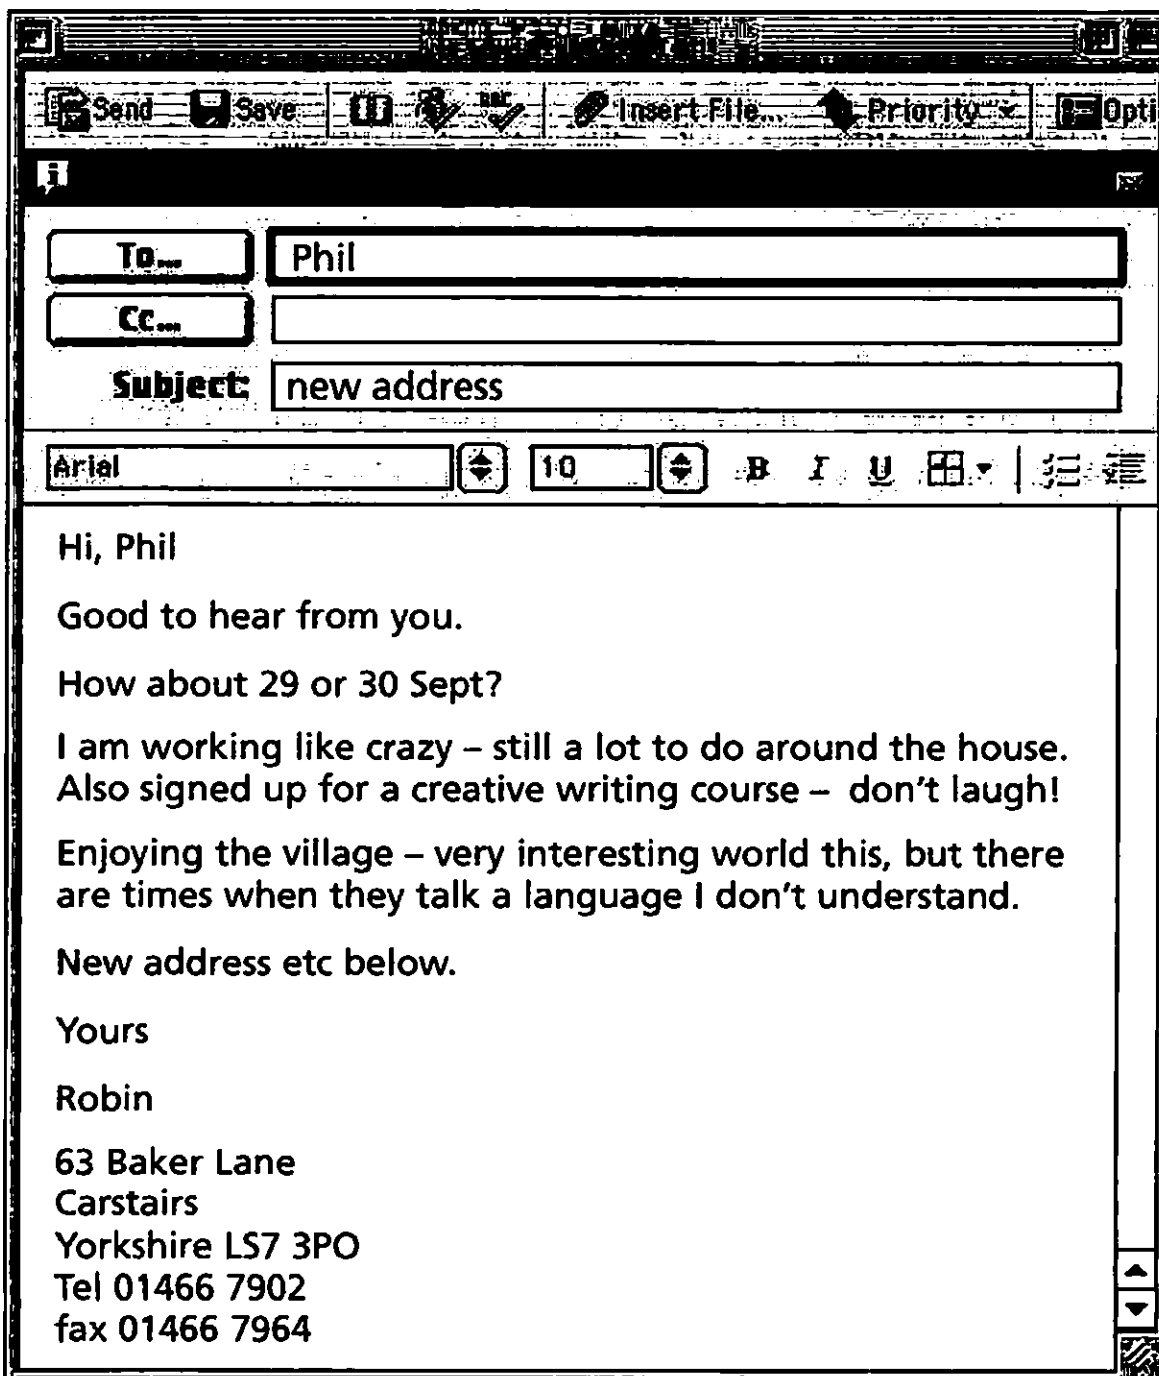 Send Save Insert File... Priority Opti
To... Phil
Cc...
Subject: new address
Arial 10 B I U
Hi, Phil
Good to hear from you.
How about 29 or 30 Sept?
I am working like crazy – still a lot to do around the house.
Also signed up for a creative writing course – don't laugh!
Enjoying the village – very interesting world this, but there
are times when they talk a language I don't understand.
New address etc below.
Yours
Robin
63 Baker Lane
Carstairs
Yorkshire LS7 3PO
Tel 01466 7902
fax 01466 7964